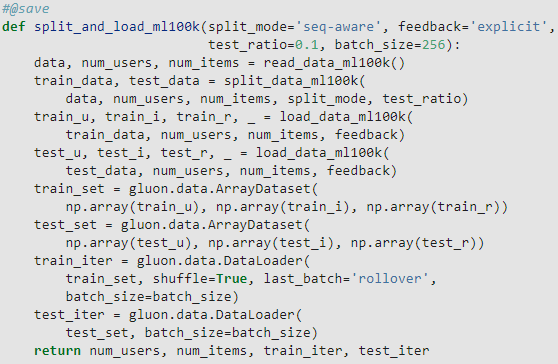 #@save
def split_and_load_ml100k(split_mode='seq-aware', feedback='explicit',
                          test_ratio=0.1, batch_size=256):
    data, num_users, num_items = read_data_ml100k()
    train_data, test_data = split_data_ml100k(
        data, num_users, num_items, split_mode, test_ratio)
    train_u, train_i, train_r, _ = load_data_ml100k(
        train_data, num_users, num_items, feedback)
    test_u, test_i, test_r, _ = load_data_ml100k(
        test_data, num_users, num_items, feedback)
    train_set = gluon.data.ArrayDataset(
        np.array(train_u), np.array(train_i), np.array(train_r))
    test_set = gluon.data.ArrayDataset(
        np.array(test_u), np.array(test_i), np.array(test_r))
    train_iter = gluon.data.DataLoader(
        train_set, shuffle=True, last_batch='rollover',
        batch_size=batch_size)
    test_iter = gluon.data.DataLoader(
        test_set, batch_size=batch_size)
    return num_users, num_items, train_iter, test_iter